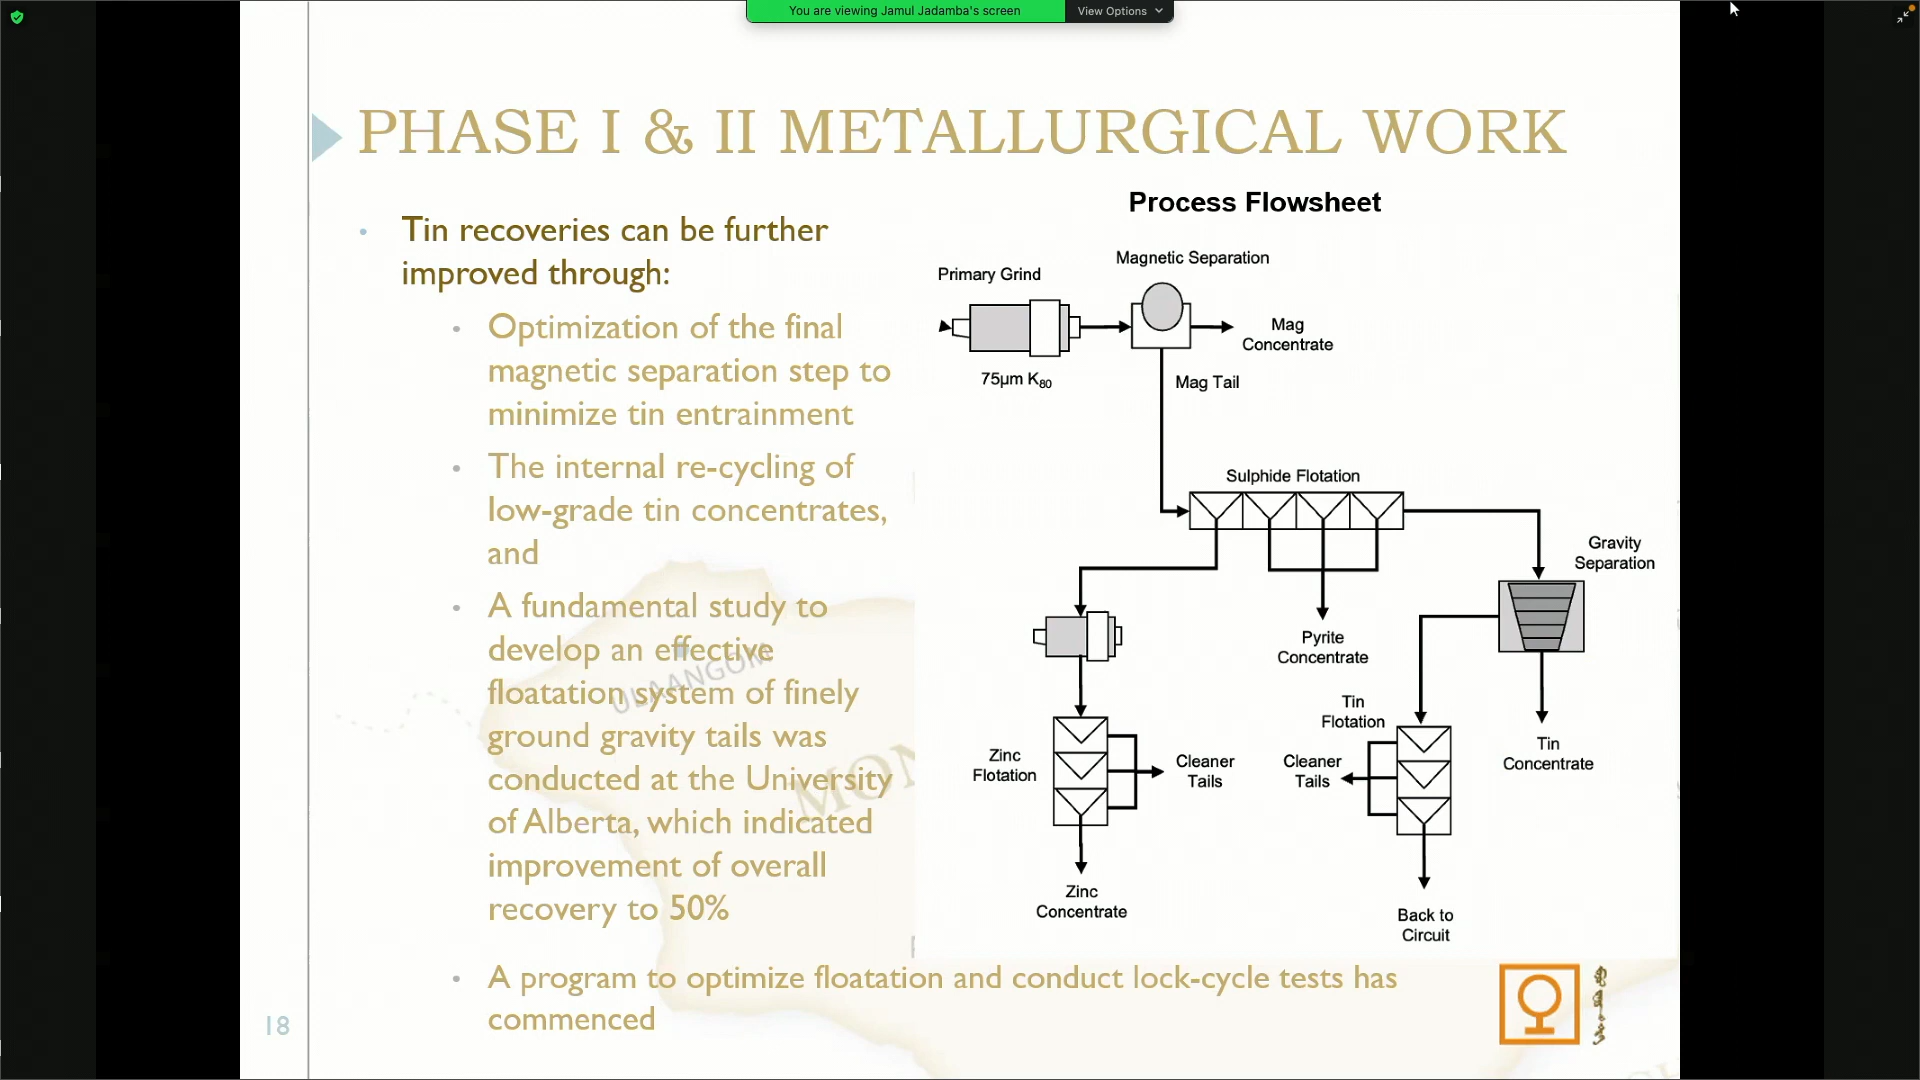 You are viewing Jamul Jadamba's screen
View Options
PHASE I & II METALLURGICAL WORK
• Tin recoveries can be further
improved through:
• Optimization of the final
magnetic separation step to
minimize tin entrainment
• The internal re-cycling of
low-grade tin concentrates,
and
• A fundamental study to
develop an effective
floatation system of finely
ground gravity tails was
conducted at the University
of Alberta, which indicated
improvement of overall
recovery to 50%
• A program to optimize floatation and conduct lock-cycle tests has
commenced
18
Process Flowsheet
Primary Grind
75µm K80
Magnetic Separation
Mag
Concentrate
Mag Tail
Sulphide Flotation
Gravity
Separation
Pyrite
Concentrate
Tin
Flotation
Tin
Concentrate
Zinc
Flotation
Cleaner
Tails
Cleaner
Tails
Zinc
Concentrate
Back to
Circuit
ULAANGOM
MON